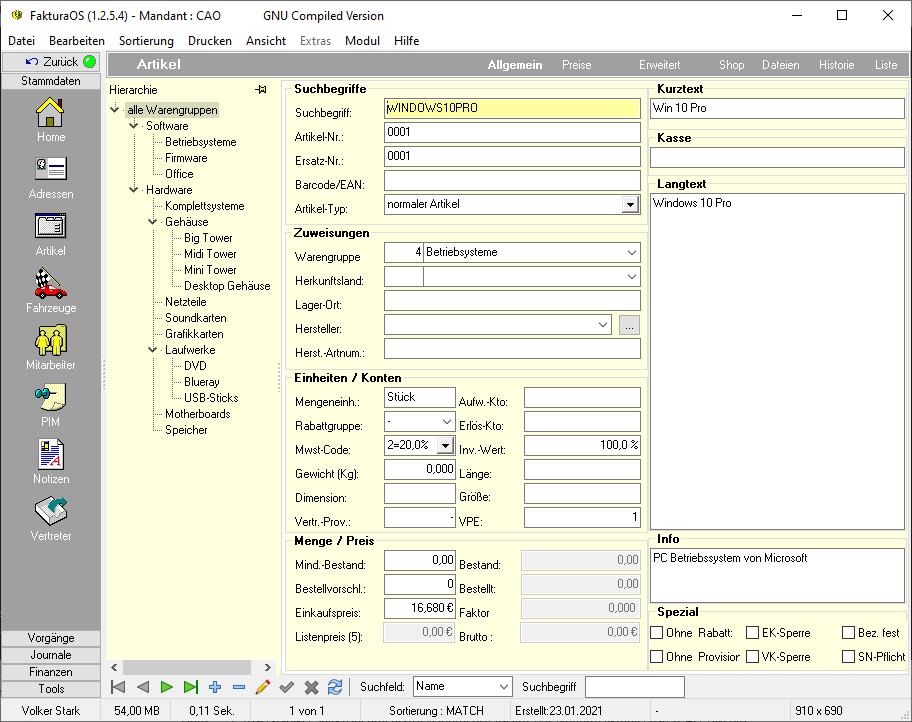 FakturaOS (1.2.5.4) - Mandant : CAO GNU Compiled Version
Datei Bearbeiten Sortierung Drucken Ansicht Extras Modul Hilfe
Zurück
Artikel Allgemein Preise Erweitert Shop Dateien Historie Liste
Stammdaten
Home
Adressen
Artikel
Fahrzeuge
Mitarbeiter
PIM
Notizen
Vertreter
Vorgänge
Journale
Finanzen
Tools
Hierarchie
alle Warengruppen
Software
Betriebsysteme
Firmware
Office
Hardware
Komplettsysteme
Gehäuse
Big Tower
Midi Tower
Mini Tower
Desktop Gehäuse
Netzteile
Soundkarten
Grafikkarten
Laufwerke
DVD
Blueray
USB-Sticks
Motherboards
Speicher
Suchbegriffe
Suchbegriff: WINDOWS10PRO
Artikel-Nr.: 0001
Ersatz-Nr.: 0001
Barcode/EAN:
Artikel-Typ: normaler Artikel
Zuweisungen
Warengruppe 4 Betriebsysteme
Herkunftsland:
Lager-Ort:
Hersteller: ...
Herst.-Artnum.:
Einheiten / Konten
Mengeneinh.: Stück Aufw.-Kto:
Rabattgruppe: - Erlös-Kto:
Mwst-Code: 2=20,0% Inv.-Wert: 100,0 %
Gewicht (Kg): 0,000 Länge:
Dimension: Größe:
Vertr.-Prov.: - VPE: 1
Menge / Preis
Mind.-Bestand: 0,00 Bestand: 0,00
Bestellvorschl.: 0 Bestellt: 0,00
Einkaufspreis: 16,680 € Faktor 0,000
Listenpreis (5): 0,00 € Brutto : 0,00 €
Kurztext
Win 10 Pro
Kasse
Langtext
Windows 10 Pro
Info
PC Betriebssystem von Microsoft
Spezial
Ohne Rabatt: EK-Sperre Bez. fest
Ohne Provisior VK-Sperre SN-Pflicht
Suchfeld: Name Suchbegriff
Volker Stark 54,00 MB 0,11 Sek. 1 von 1 Sortierung : MATCH Erstellt:23.01.2021 - 910 x 690